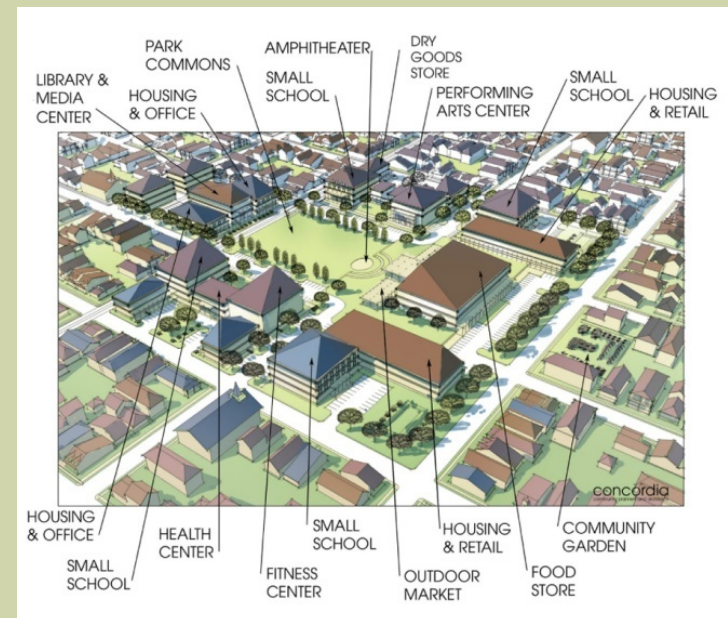 PARK
COMMONS
AMPHITHEATER
DRY
GOODS
STORE
LIBRARY &
MEDIA
CENTER
HOUSING
& OFFICE
SMALL
SCHOOL
PERFORMING
ARTS CENTER
SMALL
SCHOOL
HOUSING
& RETAIL
concordia
HOUSING
& OFFICE
SMALL
SCHOOL
HEALTH
CENTER
FITNESS
CENTER
SMALL
SCHOOL
OUTDOOR
MARKET
HOUSING
& RETAIL
FOOD
STORE
COMMUNITY
GARDEN